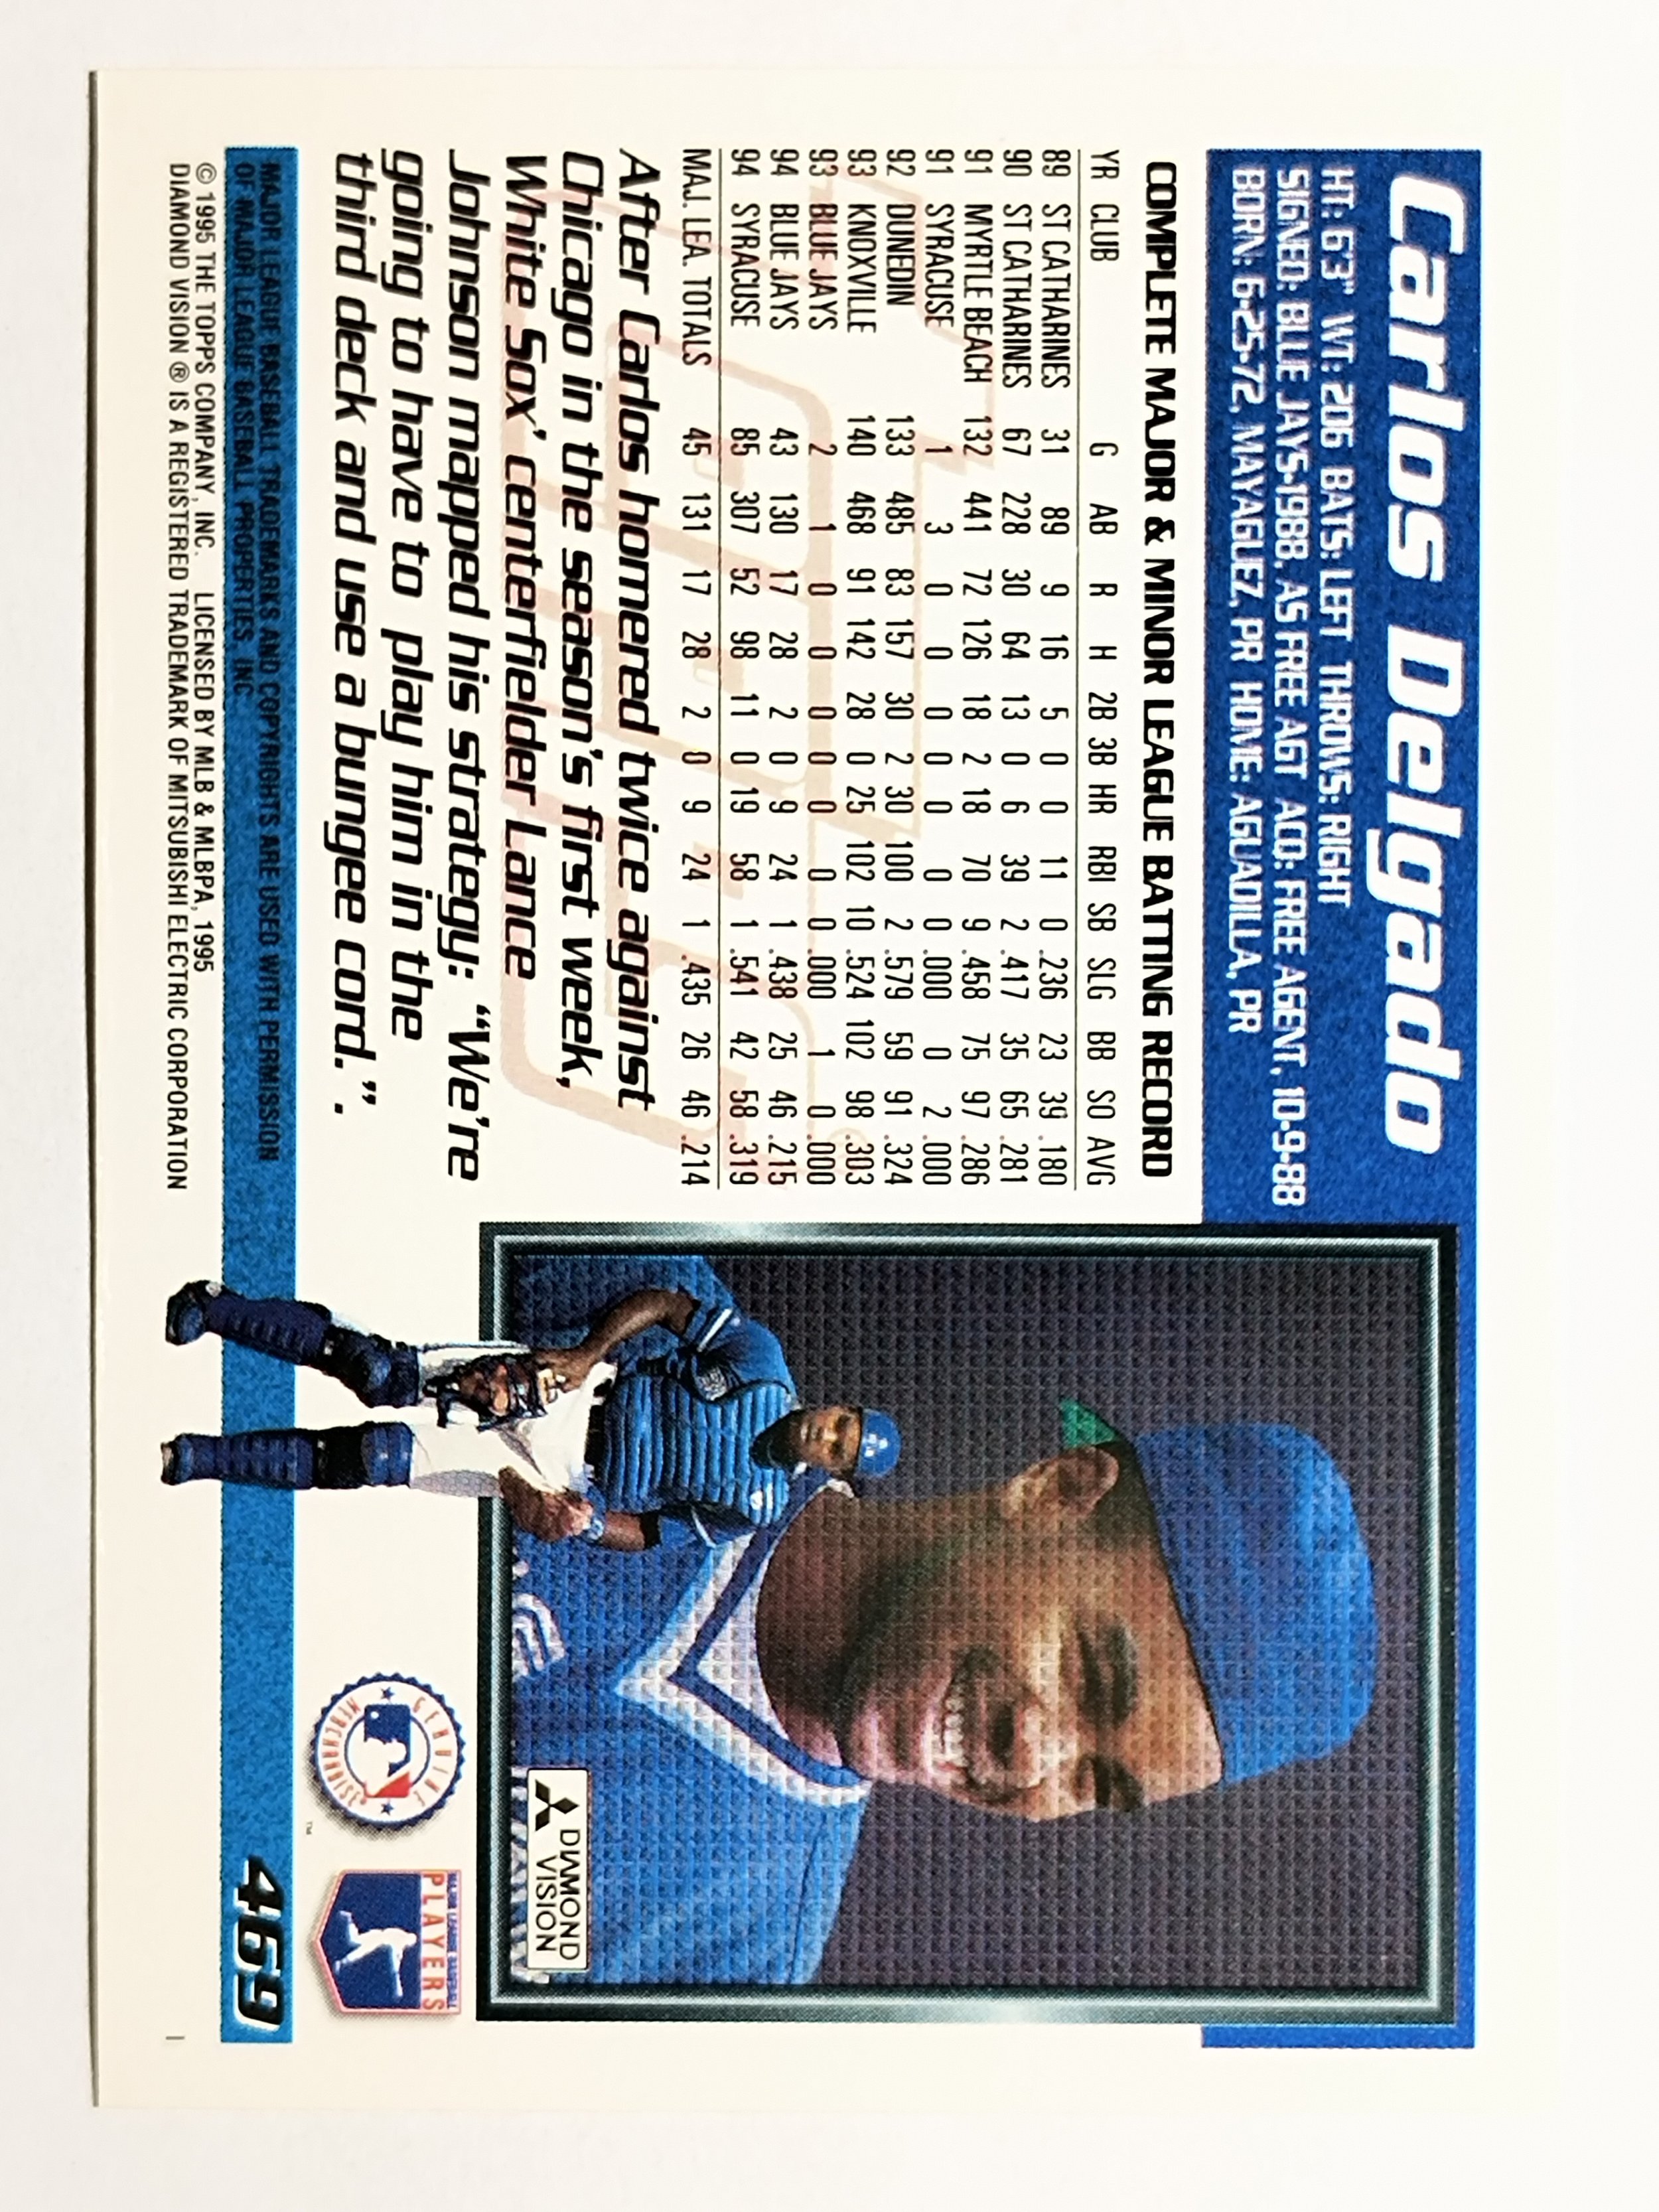 Carlos Delgado
HT: 6'3" WT: 206 BATS: LEFT THROWS: RIGHT
SIGNED: BLUE JAYS-1988, AS FREE AGT ACQ: FREE AGENT, 10-9-88
BORN: 6-25-72, MAYAGUEZ, PR HOME: AGUADILLA, PR
COMPLETE MAJOR & MINOR LEAGUE BATTING RECORD
YR CLUB G AB R H 2B 3B HR RBI SB SLG BB SO AVG
89 ST CATHARINES 31 89 9 16 5 0 0 11 0 .236 23 39 .180
90 ST CATHARINES 67 228 30 64 13 0 6 39 2 .417 35 65 .281
91 MYRTLE BEACH 132 441 72 126 18 2 18 70 9 .458 75 97 .286
91 SYRACUSE 1 3 0 0 0 0 0 0 0 .000 0 2 .000
92 DUNEDIN 133 485 83 157 30 2 30 100 2 .579 59 91 .324
93 KNOXVILLE 140 468 91 142 28 0 25 102 10 .524 102 98 .303
93 BLUE JAYS 2 1 0 0 0 0 0 0 0 .000 1 0 .000
94 BLUE JAYS 43 130 17 28 2 0 9 24 1 .438 25 46 .215
94 SYRACUSE 85 307 52 98 11 0 19 58 1 .541 42 58 .319
MAJ. LEA. TOTALS 45 131 17 28 2 0 9 24 1 .435 26 46 .214
After Carlos homered twice against
Chicago in the season's first week,
White Sox' centerfielder Lance
Johnson mapped his strategy: “We're
going to have to play him in the
third deck and use a bungee cord.” .
DIAMOND
VISION
GENUINE
MERCHANDISE
TM
MAJOR LEAGUE BASEBALL
PLAYERS
MAJOR LEAGUE BASEBALL TRADEMARKS AND COPYRIGHTS ARE USED WITH PERMISSION
OF MAJOR LEAGUE BASEBALL PROPERTIES, INC.
469
© 1995 THE TOPPS COMPANY, INC. LICENSED BY MLB & MLBPA, 1995
DIAMOND VISION ® IS A REGISTERED TRADEMARK OF MITSUBISHI ELECTRIC CORPORATION